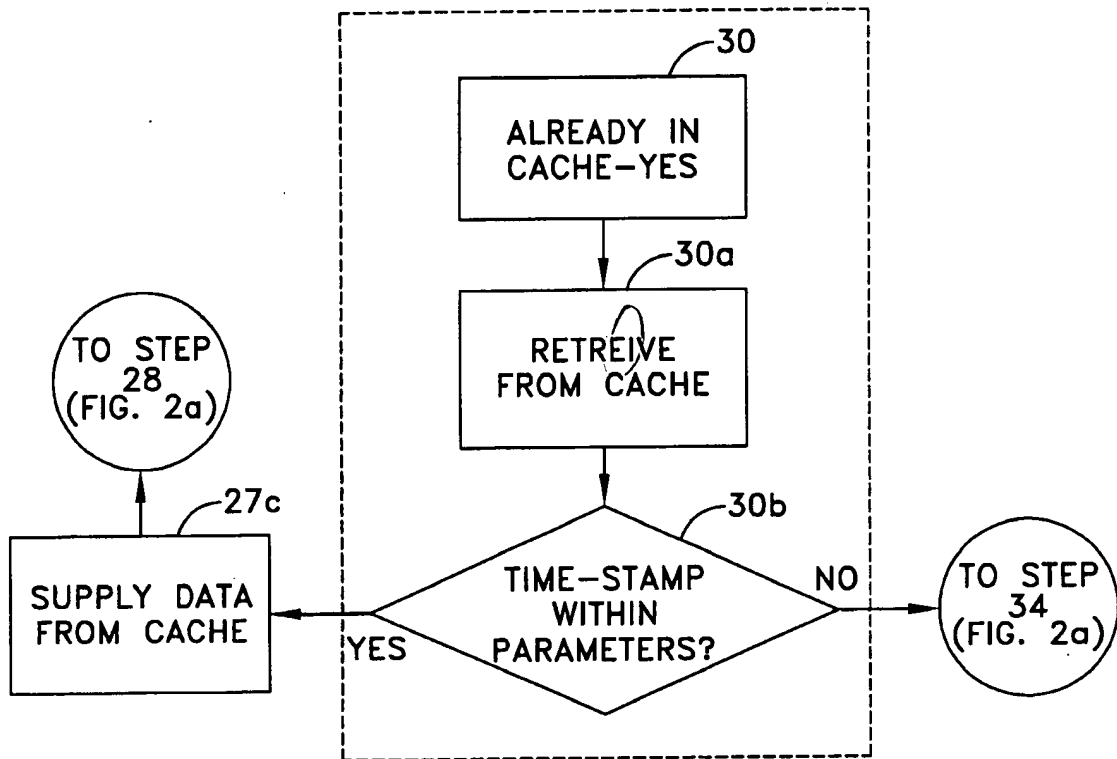 30
ALREADY IN
CACHE-YES
30a
RETREIVE
FROM CACHE
TO STEP
28
(FIG. 2a)
27c
SUPPLY DATA
FROM CACHE
YES
30b
TIME-STAMP
WITHIN
PARAMETERS?
NO
TO STEP
34
(FIG. 2a)